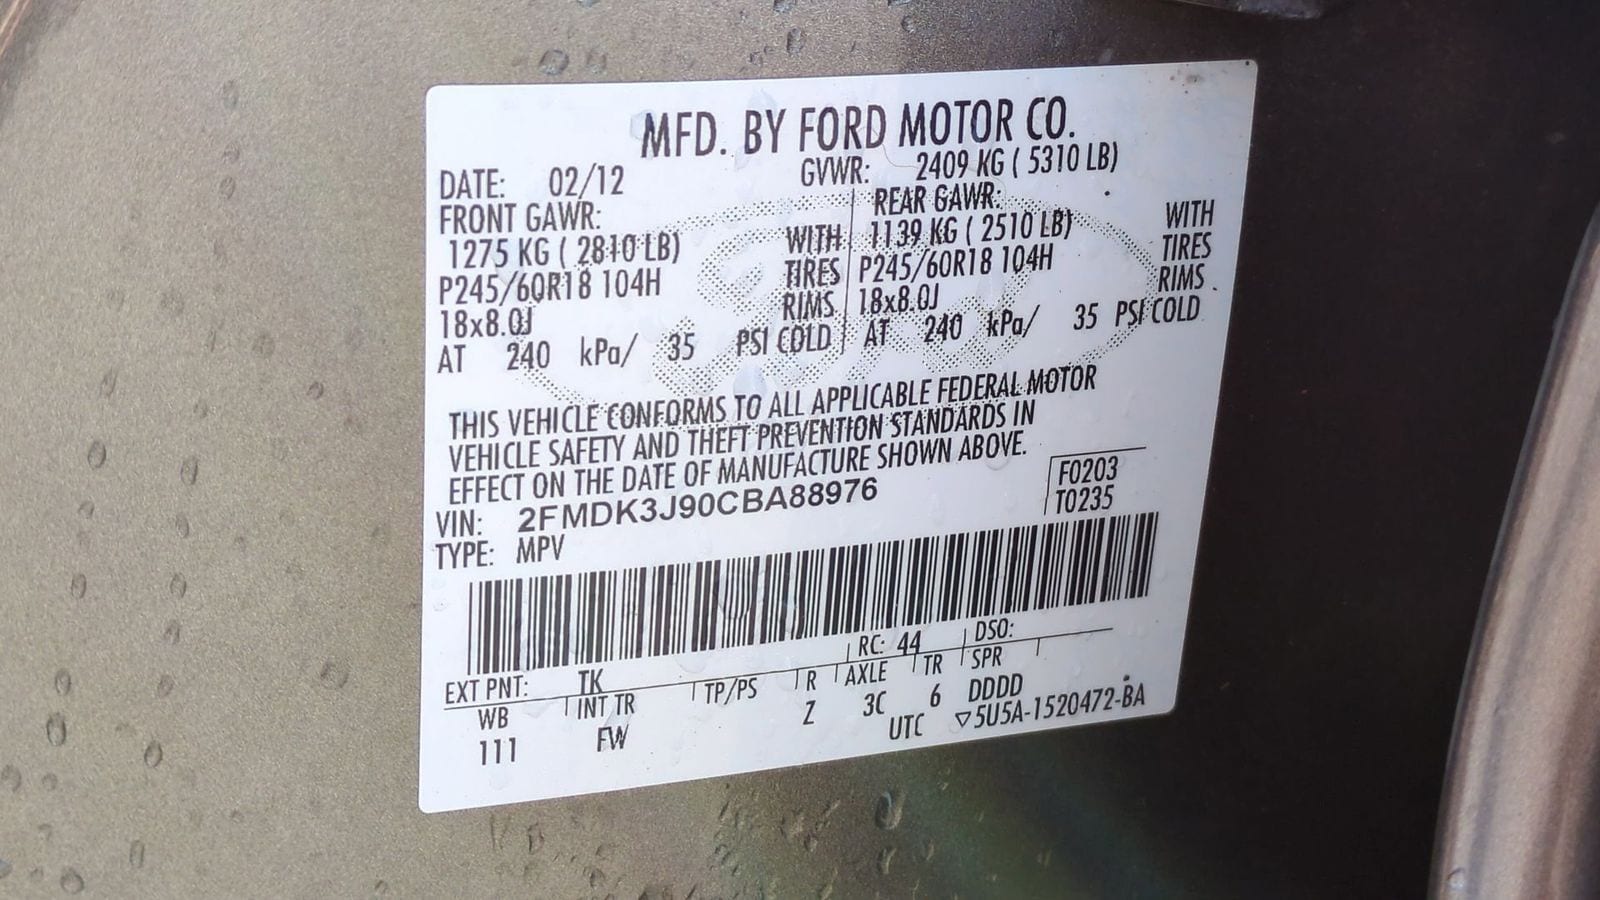 MFD. BY FORD MOTOR CO.
DATE: 02/12 GVWR: 2409 KG ( 5310 LB)
FRONT GAWR: REAR GAWR:
1275 KG ( 2810 LB) WITH 1139 KG ( 2510 LB) WITH
P245/60R18 104H TIRES P245/60R18 104H TIRES
18x8.0J RIMS 18x8.0J RIMS
AT 240 kPa/ 35 PSI COLD AT 240 kPa/ 35 PSI COLD
THIS VEHICLE CONFORMS TO ALL APPLICABLE FEDERAL MOTOR
VEHICLE SAFETY AND THEFT PREVENTION STANDARDS IN
EFFECT ON THE DATE OF MANUFACTURE SHOWN ABOVE.
F0203
VIN: 2FMDK3J90CBA88976 T0235
TYPE: MPV
RC: 44 DSO:
EXT PNT: TK
WB INT TR TP/PS R AXLE TR SPR
111 FW Z 3C 6 DDDD
UTC ▽5U5A-1520472-BA